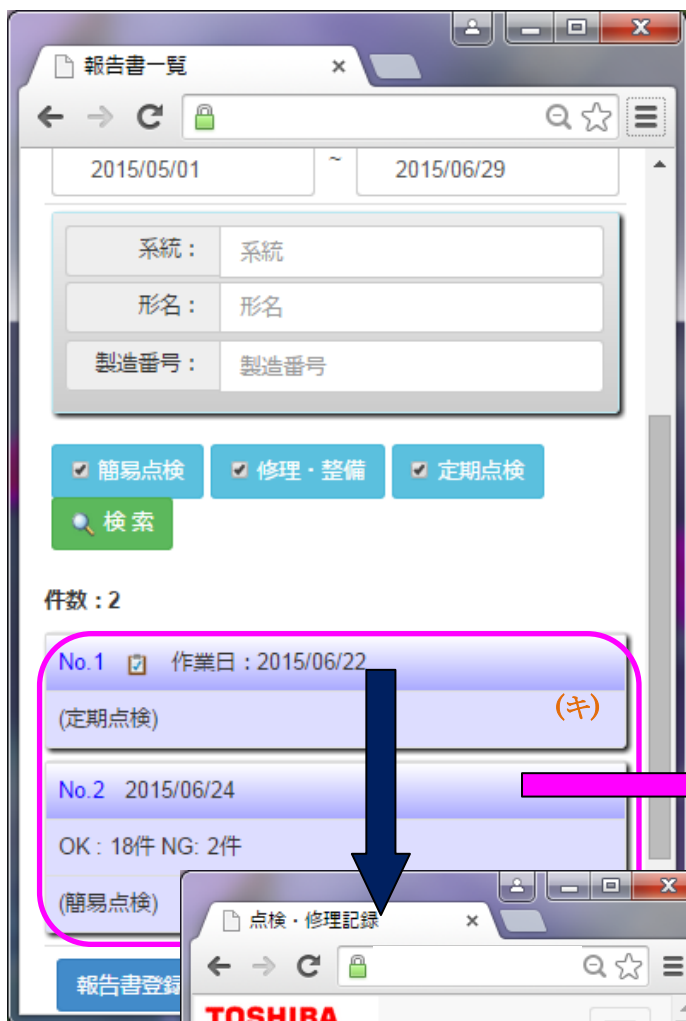 報告書一覧
2015/05/01 ~ 2015/06/29
系統： 系統
形名： 形名
製造番号： 製造番号
簡易点検 修理・整備 定期点検
検 索
件数：2
No.1 作業日：2015/06/22
(定期点検)
(キ)
No.2 2015/06/24
OK : 18件 NG: 2件
(簡易点検)
報告書登録
点検・修理記録
TOSHIBA